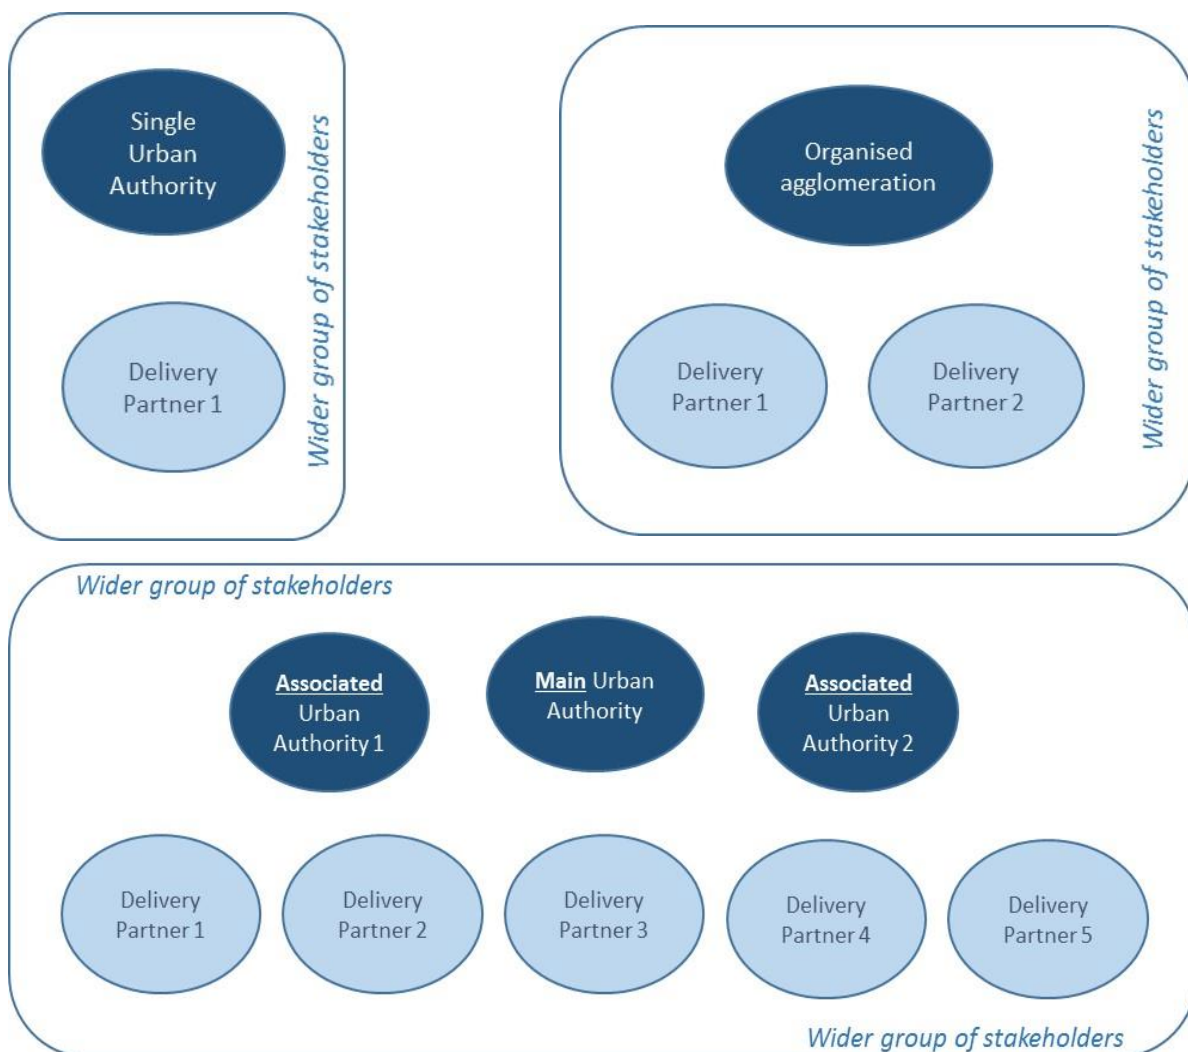 Single
Urban
Authority
Delivery
Partner 1
Wider group of stakeholders
Organised
agglomeration
Delivery
Partner 1
Delivery
Partner 2
Wider group of stakeholders
Wider group of stakeholders
Associated
Urban
Authority 1
Main Urban
Authority
Associated
Urban
Authority 2
Delivery
Partner 1
Delivery
Partner 2
Delivery
Partner 3
Delivery
Partner 4
Delivery
Partner 5
Wider group of stakeholders